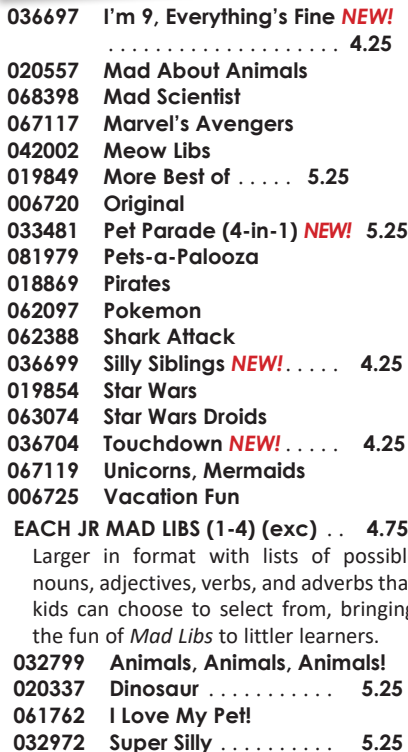 036697 I'm 9, Everything's Fine NEW!
. . . . . . . . . . . . . . . . . . . . 4.25
020557 Mad About Animals
068398 Mad Scientist
067117 Marvel's Avengers
042002 Meow Libs
019849 More Best of . . . . . 5.25
006720 Original
033481 Pet Parade (4-in-1) NEW! 5.25
081979 Pets-a-Palooza
018869 Pirates
062097 Pokemon
062388 Shark Attack
036699 Silly Siblings NEW! . . . . . 4.25
019854 Star Wars
063074 Star Wars Droids
036704 Touchdown NEW! . . . . . 4.25
067119 Unicorns, Mermaids
006725 Vacation Fun
EACH JR MAD LIBS (1-4) (exc) . . 4.75
Larger in format with lists of possibl
nouns, adjectives, verbs, and adverbs tha
kids can choose to select from, bringing
the fun of Mad Libs to littler learners.
032799 Animals, Animals, Animals!
020337 Dinosaur . . . . . . . . . . . 5.25
061762 I Love My Pet!
032972 Super Silly . . . . . . . . . . 5.25